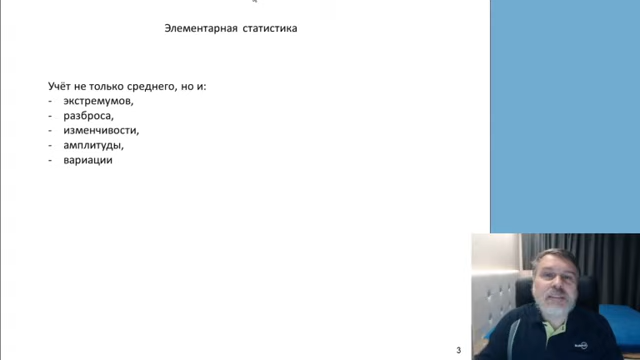 Элементарная статистика
Учёт не только среднего, но и:
- экстремумов,
- разброса,
- изменчивости,
- амплитуды,
- вариации
3